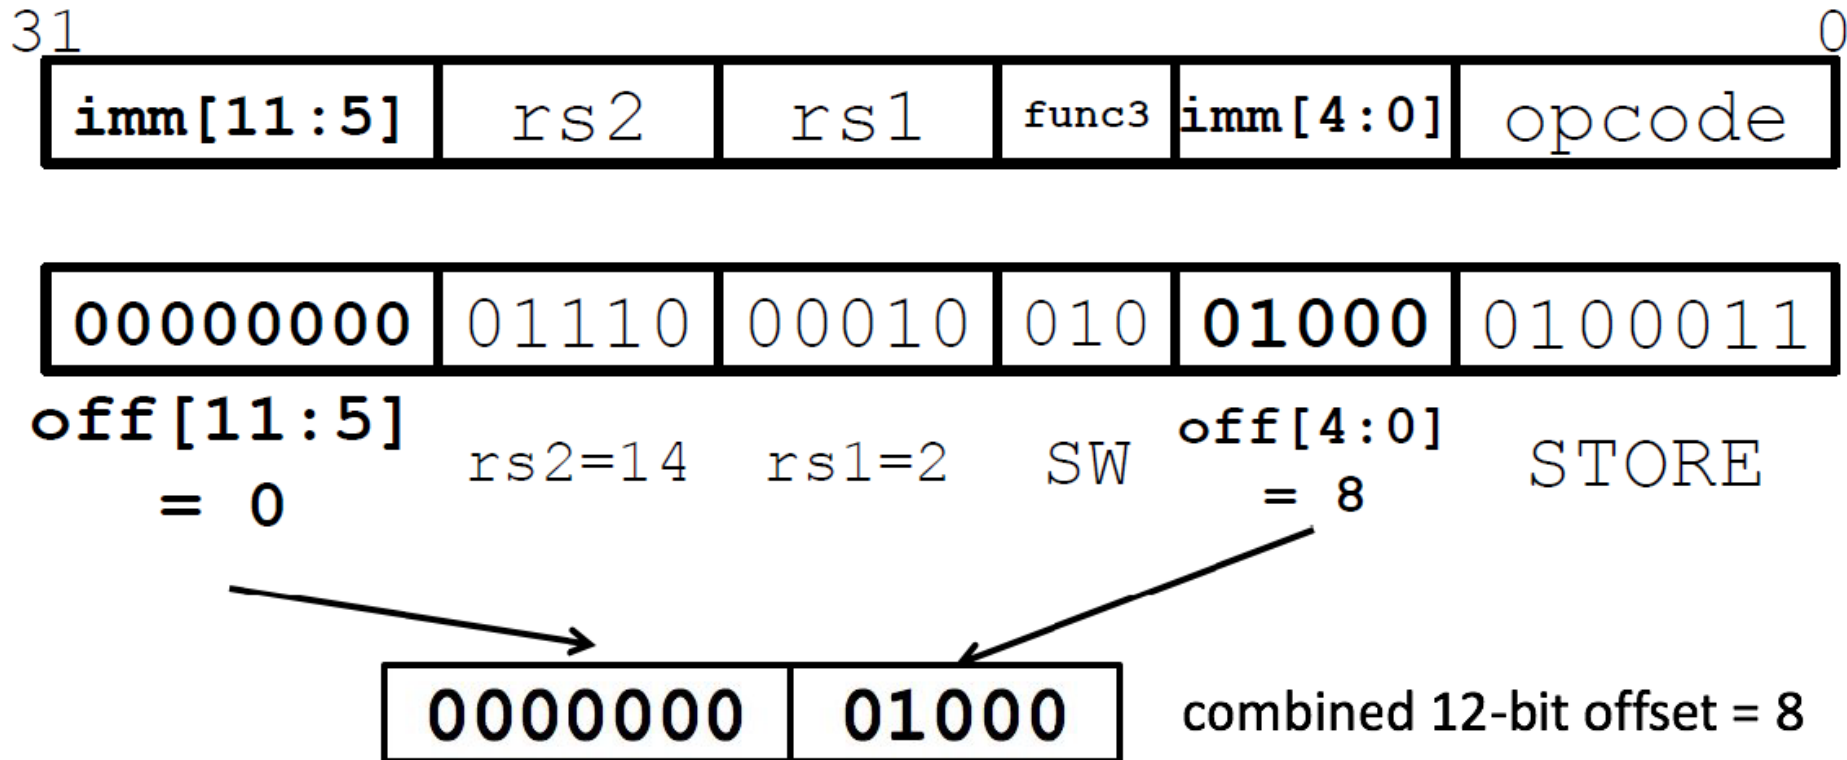 31 0
imm[11:5] rs2 rs1 func3 imm[4:0] opcode
00000000 01110 00010 010 01000 0100011
off[11:5] = 0 rs2=14 rs1=2 SW off[4:0] = 8 STORE
0000000 01000 combined 12-bit offset = 8